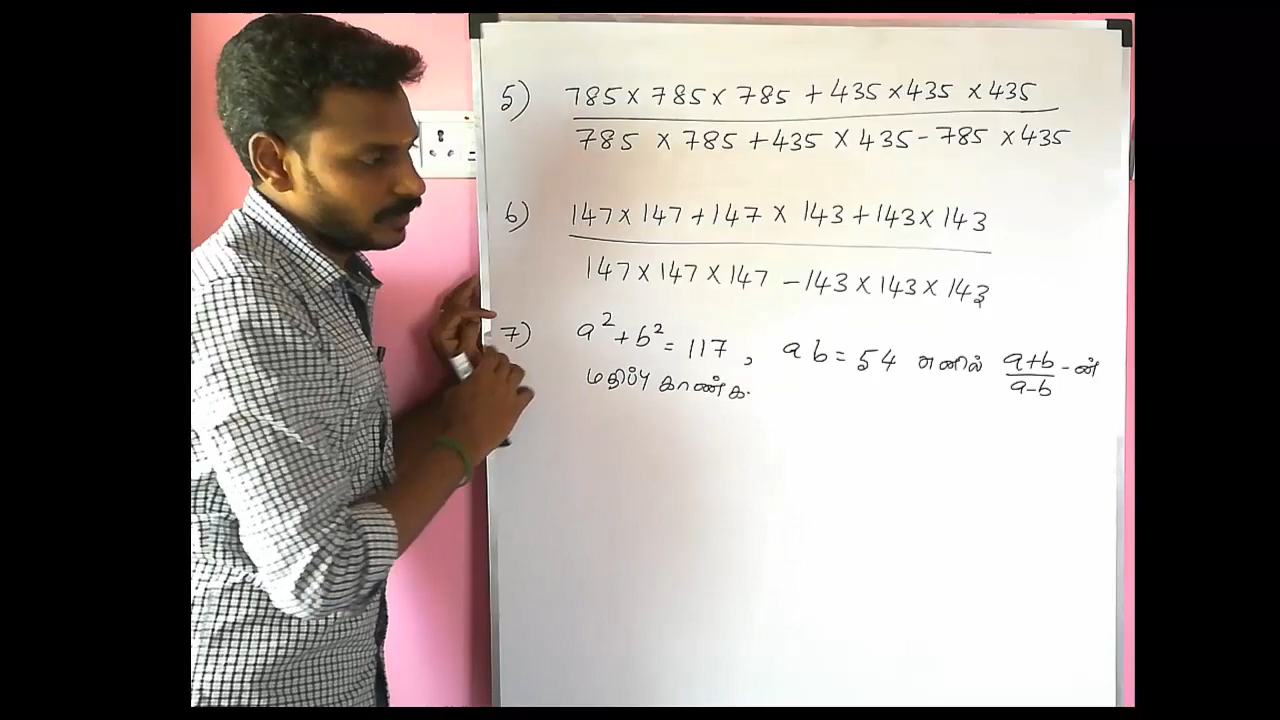 5) 785 × 785 × 785 + 435 × 435 × 435
785 × 785 + 435 × 435 - 785 × 435
6) 147 × 147 + 147 × 143 + 143 × 143
147 × 147 × 147 - 143 × 143 × 143
7) a² + b² = 117, ab = 54 எனில் a+b/a-b -ன்
மதிப்பு காண்க.